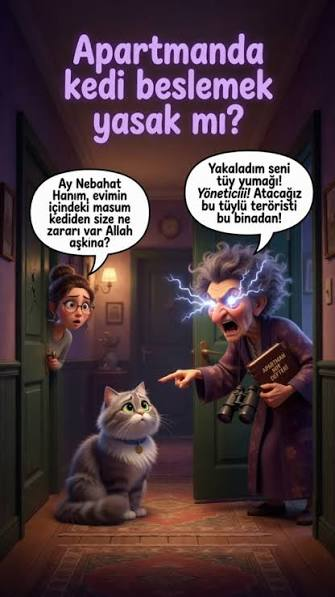 Apartmanda
kedi beslemek
yasak mı?
Ay Nebahat
Hanım, evimin
içindeki masum
kediden size ne
zararı var Allah
aşkına?
Yakaladım seni
tüy yumağı!
Yöneticiii! Atacağız
bu tüylü teröristi
bu binadan!
APARTMAN
DEFTERİ